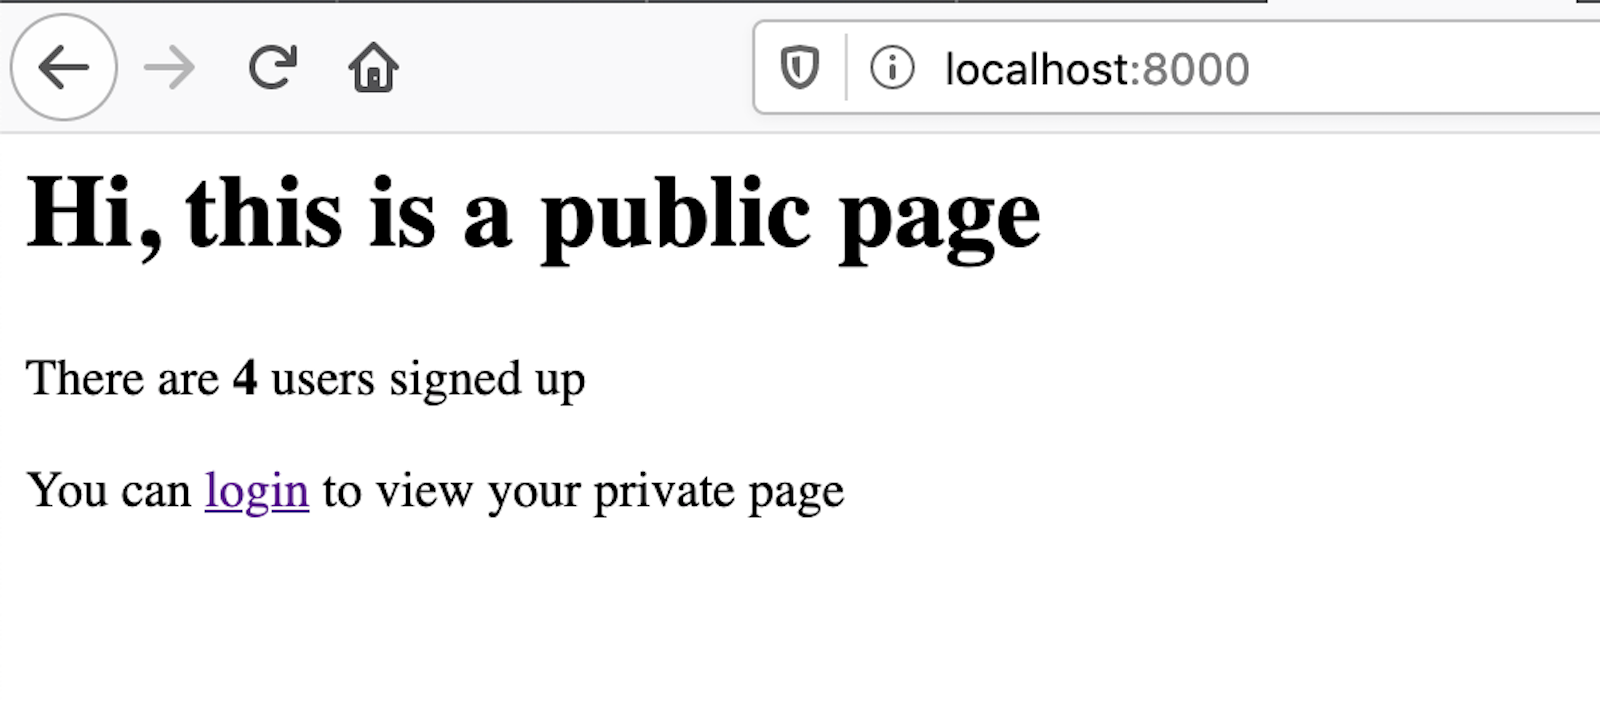 localhost:8000
Hi, this is a public page
There are 4 users signed up
You can login to view your private page